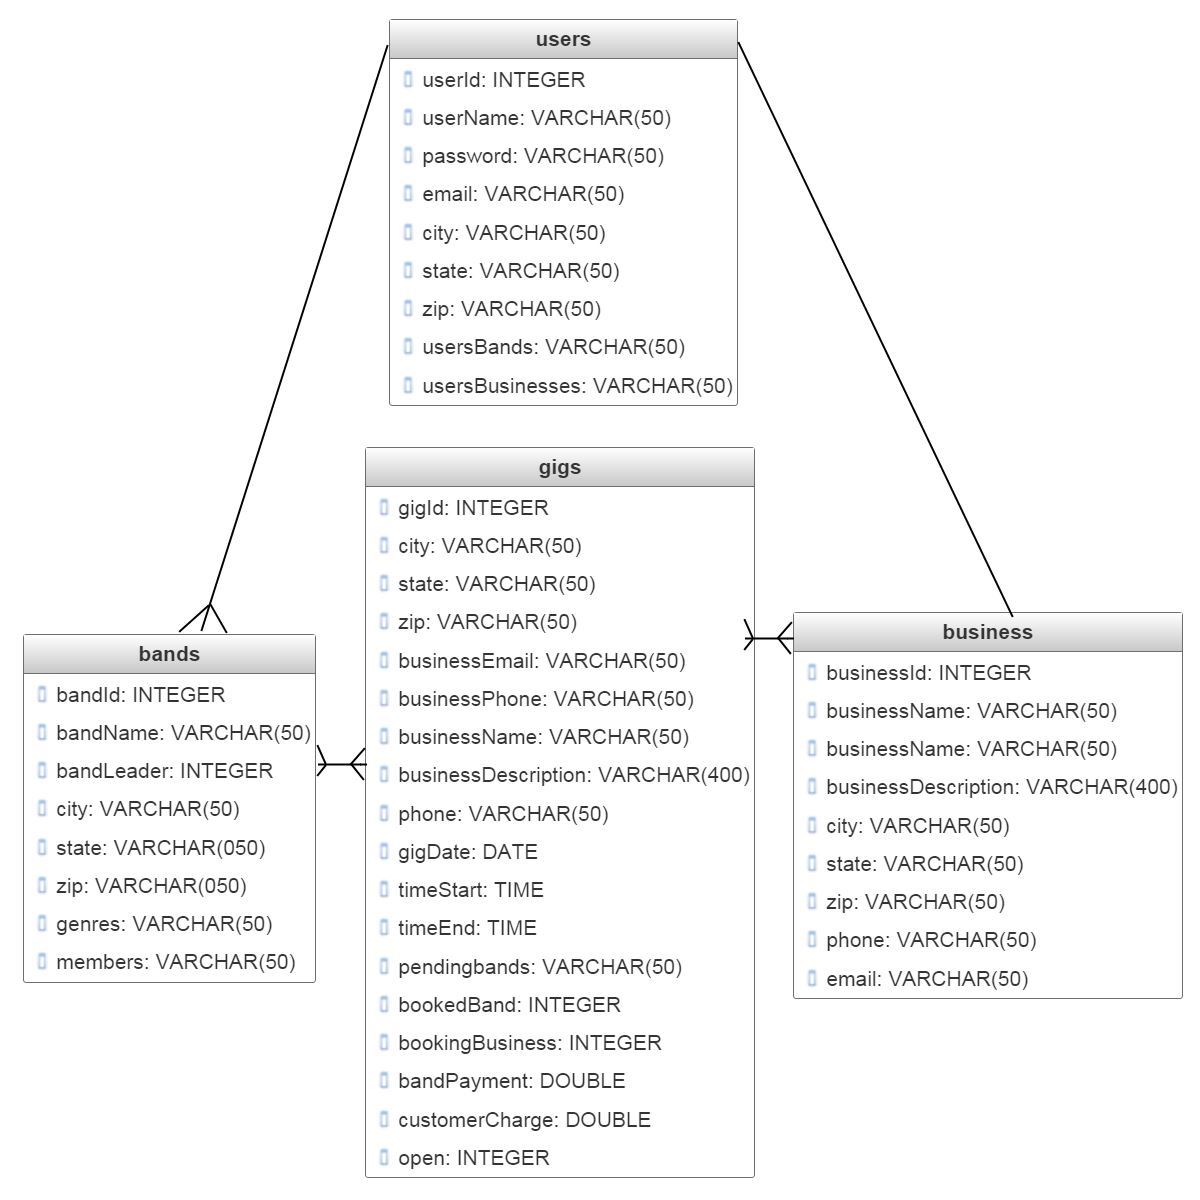 users
userId: INTEGER
userName: VARCHAR(50)
password: VARCHAR(50)
email: VARCHAR(50)
city: VARCHAR(50)
state: VARCHAR(50)
zip: VARCHAR(50)
usersBands: VARCHAR(50)
usersBusinesses: VARCHAR(50)
gigs
gigId: INTEGER
city: VARCHAR(50)
state: VARCHAR(50)
zip: VARCHAR(50)
businessEmail: VARCHAR(50)
businessPhone: VARCHAR(50)
businessName: VARCHAR(50)
businessDescription: VARCHAR(400)
phone: VARCHAR(50)
gigDate: DATE
timeStart: TIME
timeEnd: TIME
pendingbands: VARCHAR(50)
bookedBand: INTEGER
bookingBusiness: INTEGER
bandPayment: DOUBLE
customerCharge: DOUBLE
open: INTEGER
bands
bandId: INTEGER
bandName: VARCHAR(50)
bandLeader: INTEGER
city: VARCHAR(50)
state: VARCHAR(050)
zip: VARCHAR(050)
genres: VARCHAR(50)
members: VARCHAR(50)
business
businessId: INTEGER
businessName: VARCHAR(50)
businessName: VARCHAR(50)
businessDescription: VARCHAR(400)
city: VARCHAR(50)
state: VARCHAR(50)
zip: VARCHAR(50)
phone: VARCHAR(50)
email: VARCHAR(50)